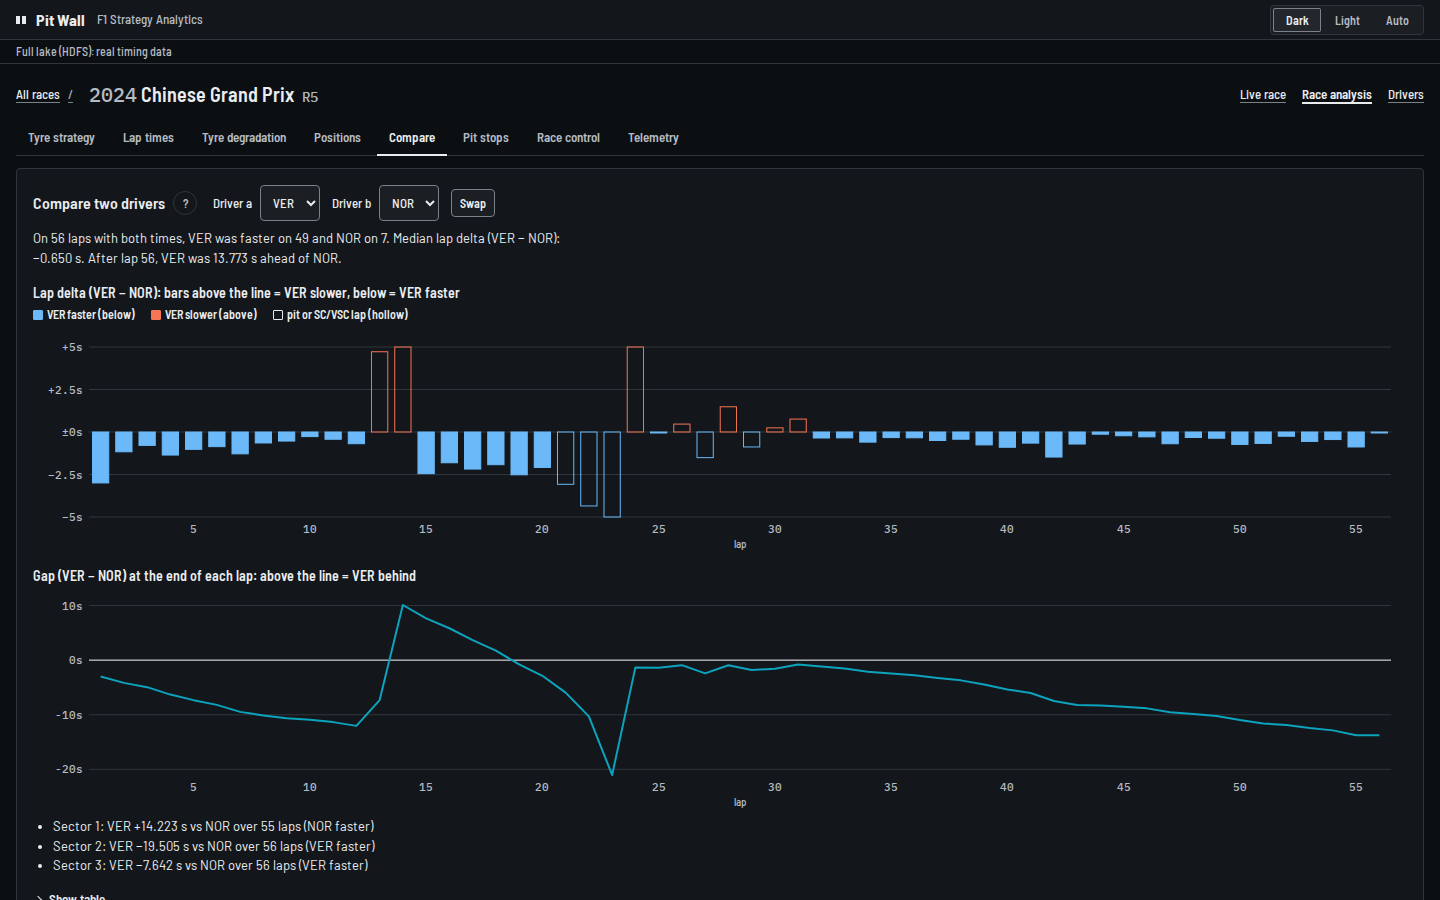 Pit Wall F1 Strategy Analytics Dark Light Auto
Full lake (HDFS): real timing data
All races / 2024 Chinese Grand Prix R5 Live race Race analysis Drivers
Tyre strategy Lap times Tyre degradation Positions Compare Pit stops Race control Telemetry
Compare two drivers ? Driver a VER Driver b NOR Swap
On 56 laps with both times, VER was faster on 49 and NOR on 7. Median lap delta (VER − NOR):
−0.650 s. After lap 56, VER was 13.773 s ahead of NOR.
Lap delta (VER − NOR): bars above the line = VER slower, below = VER faster
VER faster (below) VER slower (above) pit or SC/VSC lap (hollow)
+5s
+2.5s
±0s
−2.5s
−5s
5 10 15 20 25 30 35 40 45 50 55
lap
Gap (VER − NOR) at the end of each lap: above the line = VER behind
10s
0s
-10s
-20s
5 10 15 20 25 30 35 40 45 50 55
lap
Sector 1: VER +14.223 s vs NOR over 55 laps (NOR faster)
Sector 2: VER −19.505 s vs NOR over 56 laps (VER faster)
Sector 3: VER −7.642 s vs NOR over 56 laps (VER faster)
Show table